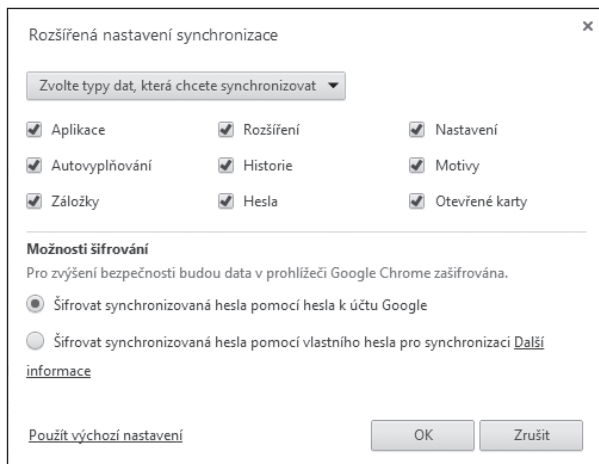 Rozšířená nastavení synchronizace
Zvolte typy dat, která chcete synchronizovat
Aplikace Rozšíření Nastavení
Autovyplňování Historie Motivy
Záložky Hesla Otevřené karty
Možnosti šifrování
Pro zvýšení bezpečnosti budou data v prohlížeči Google Chrome zašifrována.
Šifrovat synchronizovaná hesla pomocí hesla k účtu Google
Šifrovat synchronizovaná hesla pomocí vlastního hesla pro synchronizaci Další
informace
Použít výchozí nastavení OK Zrušit